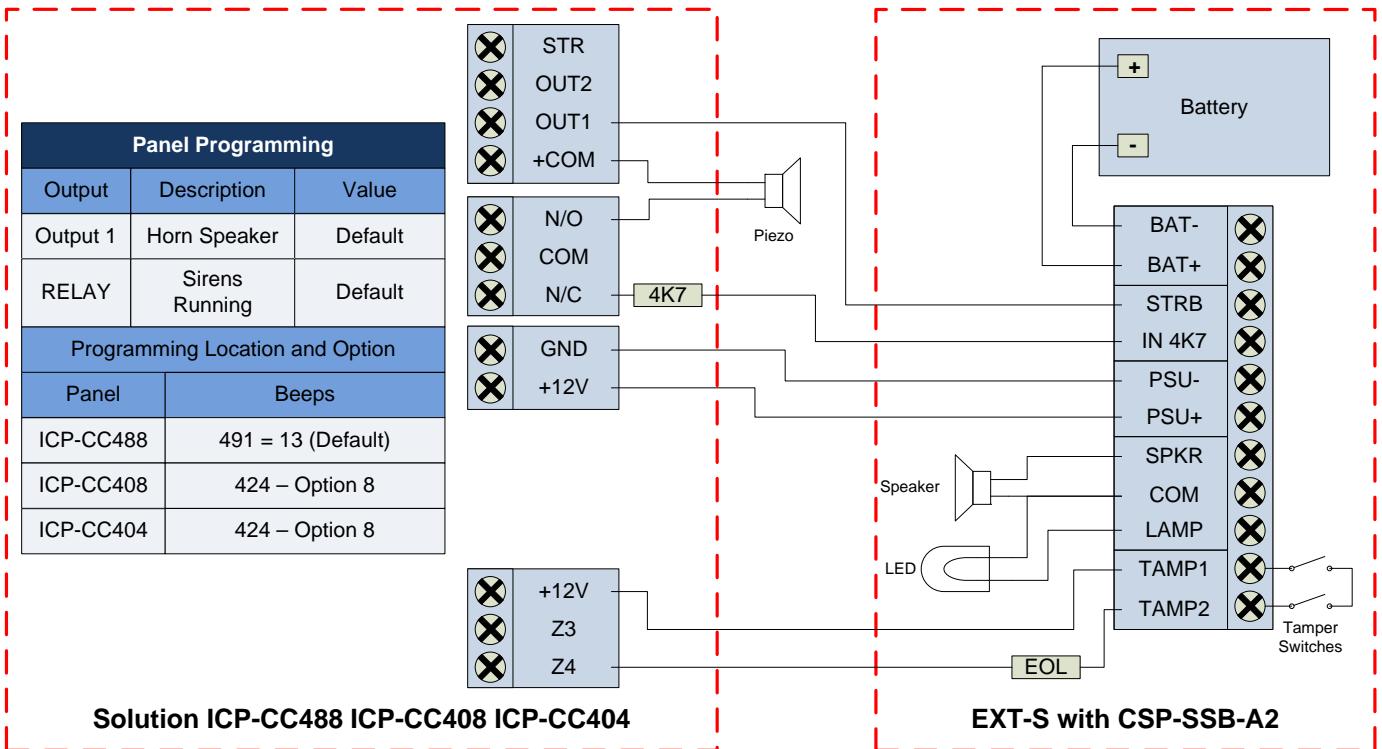 Panel Programming
Output Description Value
Output 1 Horn Speaker Default
RELAY Sirens Running Default
Programming Location and Option
Panel Beeps
ICP-CC488 491 = 13 (Default)
ICP-CC408 424 – Option 8
ICP-CC404 424 – Option 8
STR
OUT2
OUT1
+COM
N/O
COM
N/C
4K7
GND
+12V
Piezo
+12V
Z3
Z4
EOL
Solution ICP-CC488 ICP-CC408 ICP-CC404
+
Battery
-
BAT-
BAT+
STRB
IN 4K7
PSU-
PSU+
SPKR
COM
LAMP
TAMP1
TAMP2
Speaker
LED
Tamper
Switches
EXT-S with CSP-SSB-A2